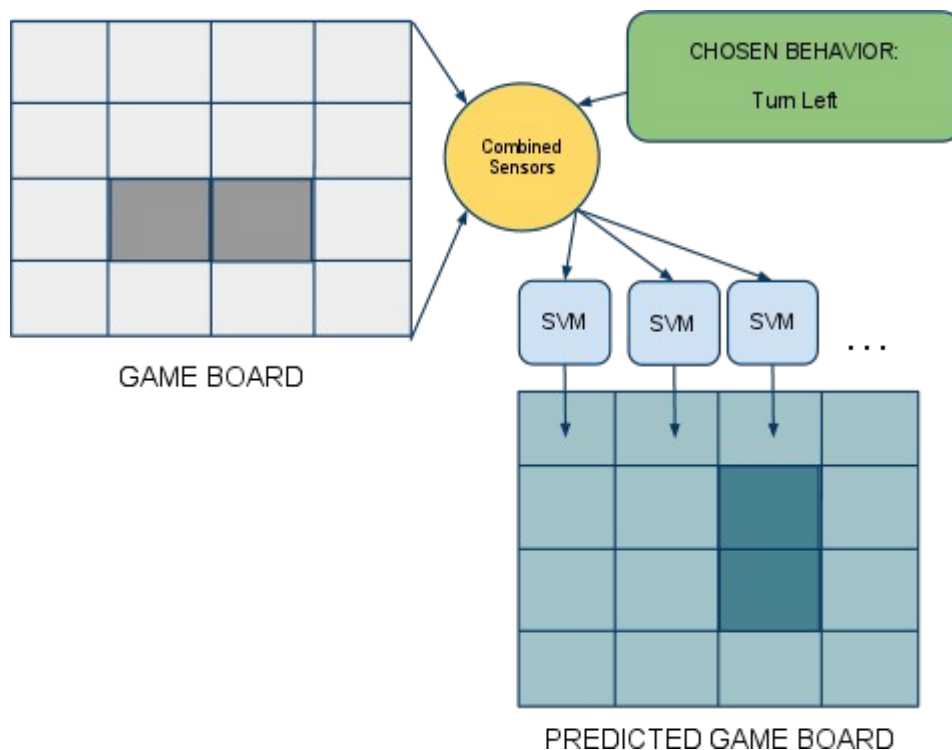 CHOSEN BEHAVIOR:
Turn Left
Combined
Sensors
GAME BOARD
SVM
SVM
SVM
...
PREDICTED GAME BOARD